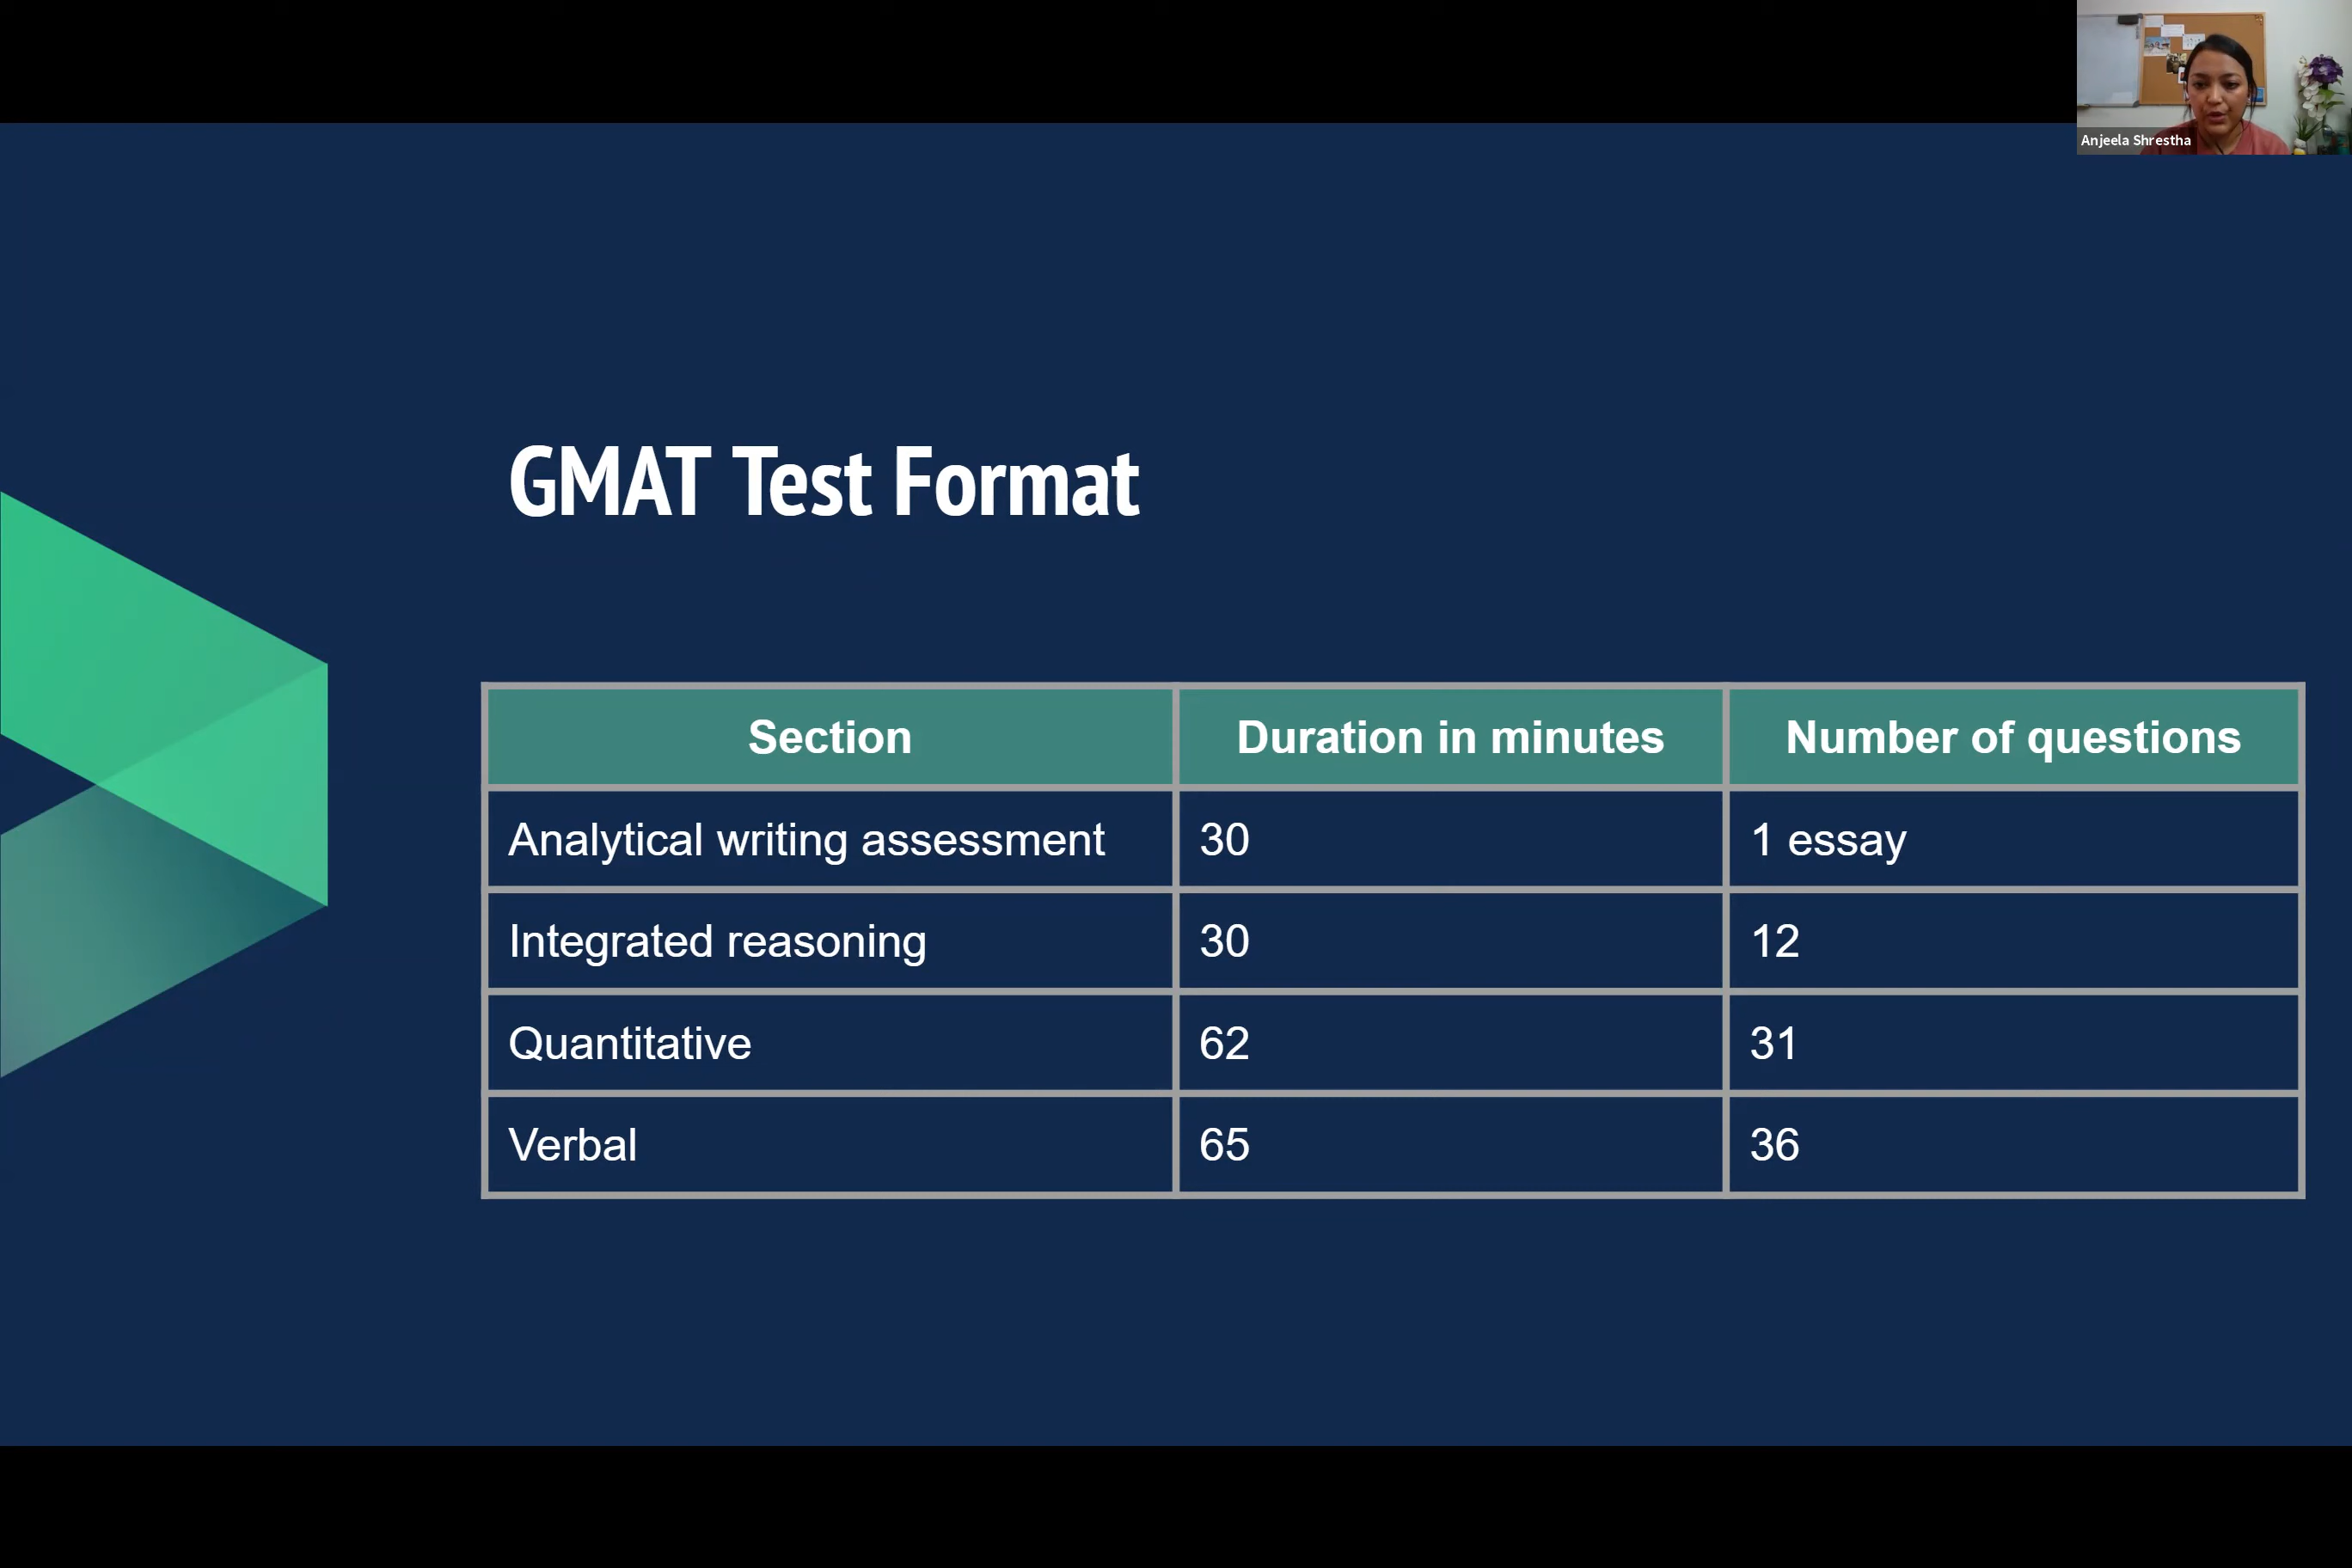 Anjeela Shrestha
GMAT Test Format
Section Duration in minutes Number of questions
Analytical writing assessment 30 1 essay
Integrated reasoning 30 12
Quantitative 62 31
Verbal 65 36